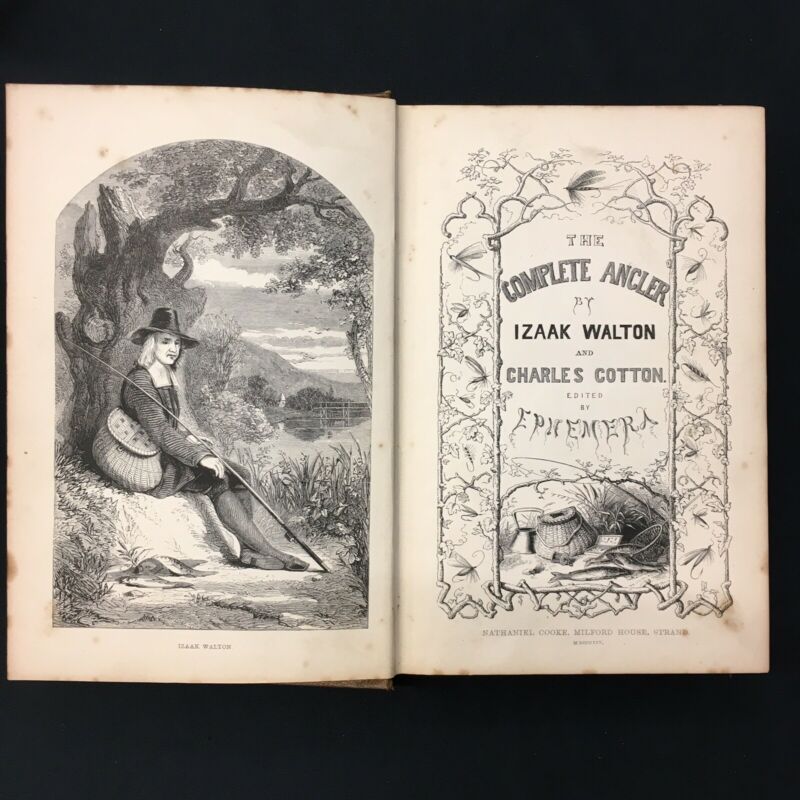 IZAAK WALTON
THE
COMPLETE ANGLER
BY
IZAAK WALTON
AND
CHARLES COTTON.
EDITED
BY
EPHEMERA
NATHANIEL COOKE, MILFORD HOUSE, STRAND.